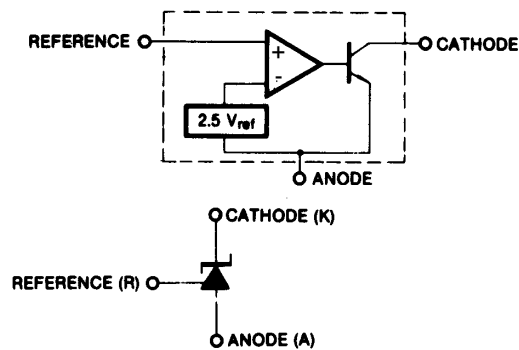 REFERENCE
CATHODE
+
-
2.5 Vref
ANODE
CATHODE (K)
REFERENCE (R)
ANODE (A)